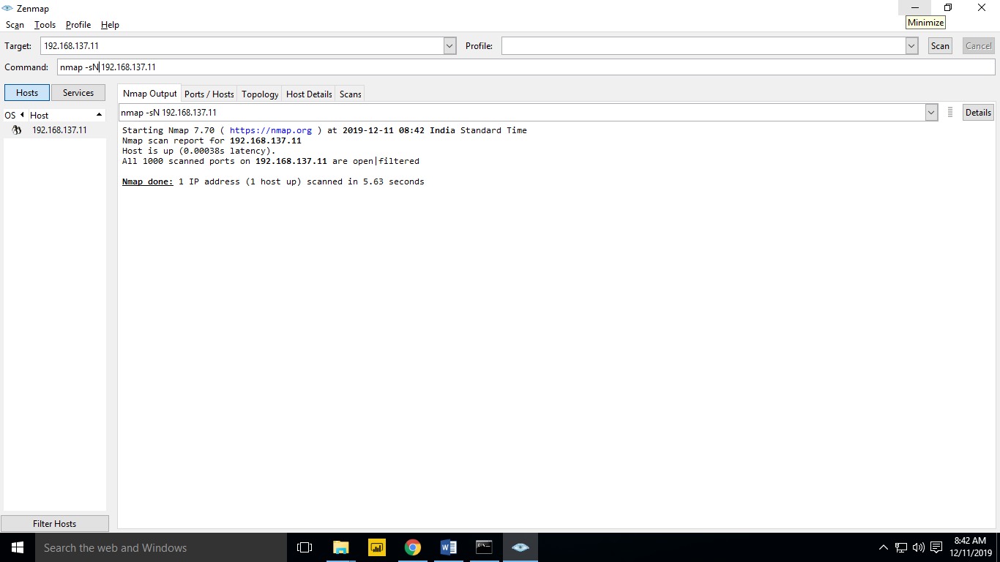 Zenmap
Minimize
Scan Tools Profile Help
Target: 192.168.137.11 Profile: Scan Cancel
Command: nmap -sN 192.168.137.11
Hosts Services
Nmap Output Ports / Hosts Topology Host Details Scans
OS Host
192.168.137.11
nmap -sN 192.168.137.11 Details
Starting Nmap 7.70 ( https://nmap.org ) at 2019-12-11 08:42 India Standard Time
Nmap scan report for 192.168.137.11
Host is up (0.00038s latency).
All 1000 scanned ports on 192.168.137.11 are open|filtered
Nmap done: 1 IP address (1 host up) scanned in 5.63 seconds
Filter Hosts
Search the web and Windows
8:42 AM
12/11/2019